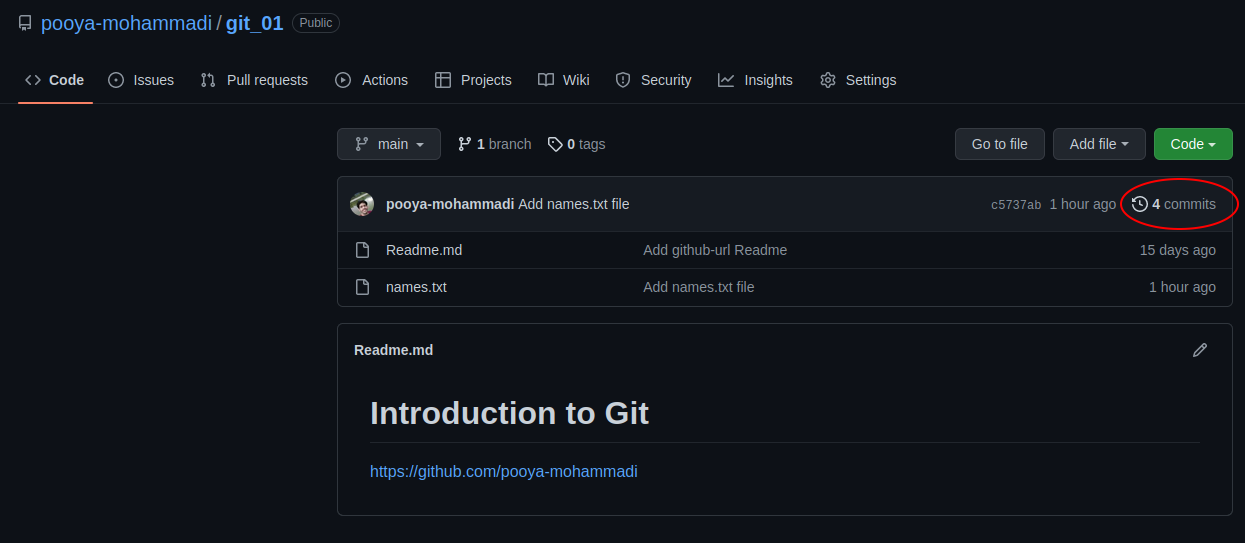 pooya-mohammadi / git_01 Public
Code Issues Pull requests Actions Projects Wiki Security Insights Settings
main 1 branch 0 tags Go to file Add file Code
pooya-mohammadi Add names.txt file c5737ab 1 hour ago 4 commits
Readme.md Add github-url Readme 15 days ago
names.txt Add names.txt file 1 hour ago
Readme.md
Introduction to Git
https://github.com/pooya-mohammadi